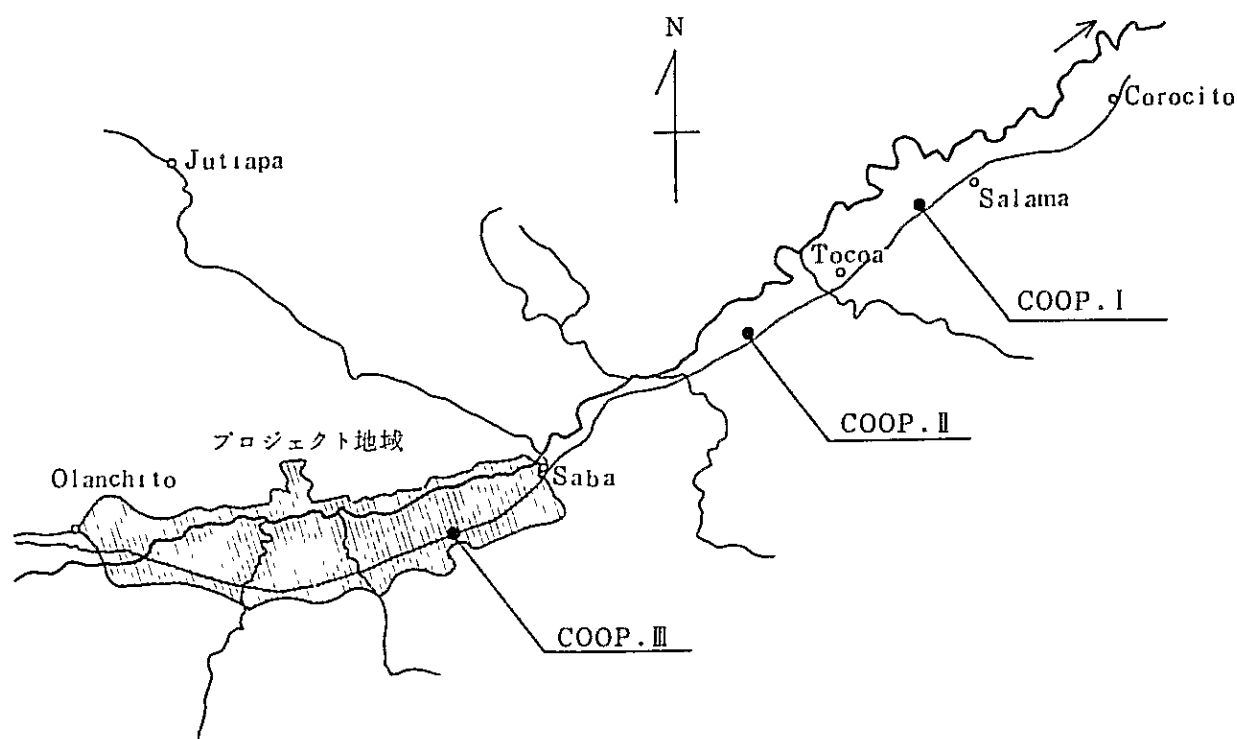 N
Corocito
Jutiapa
Salama
Tocoa
COOP.Ⅰ
COOP.Ⅱ
プロジェクト地域
Olanchito
Saba
COOP.Ⅲ